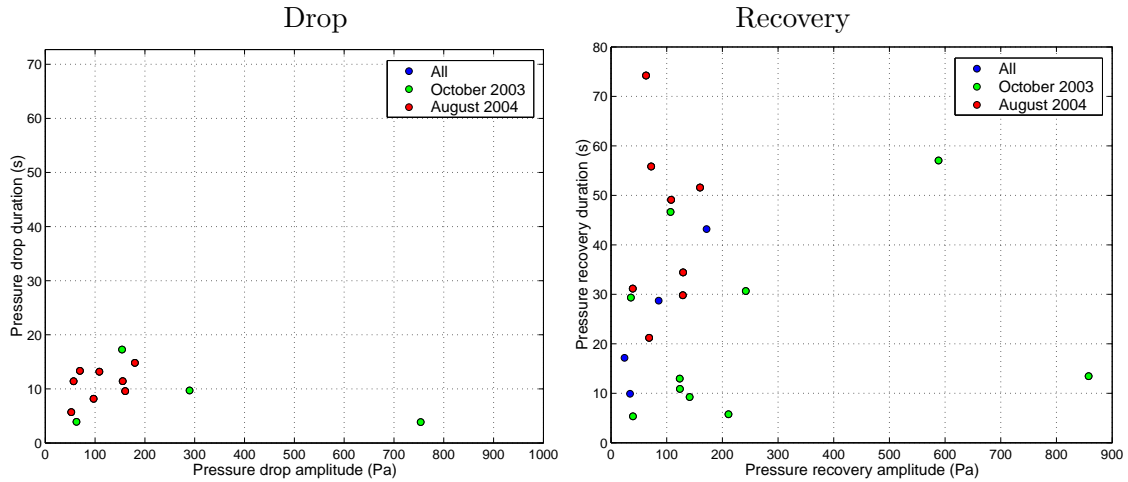 Drop
Recovery
70
60
50
40
30
20
10
0
Pressure drop duration (s)
All
October 2003
August 2004
0 100 200 300 400 500 600 700 800 900 1000
Pressure drop amplitude (Pa)
80
70
60
50
40
30
20
10
0
Pressure recovery duration (s)
All
October 2003
August 2004
0 100 200 300 400 500 600 700 800 900
Pressure recovery amplitude (Pa)